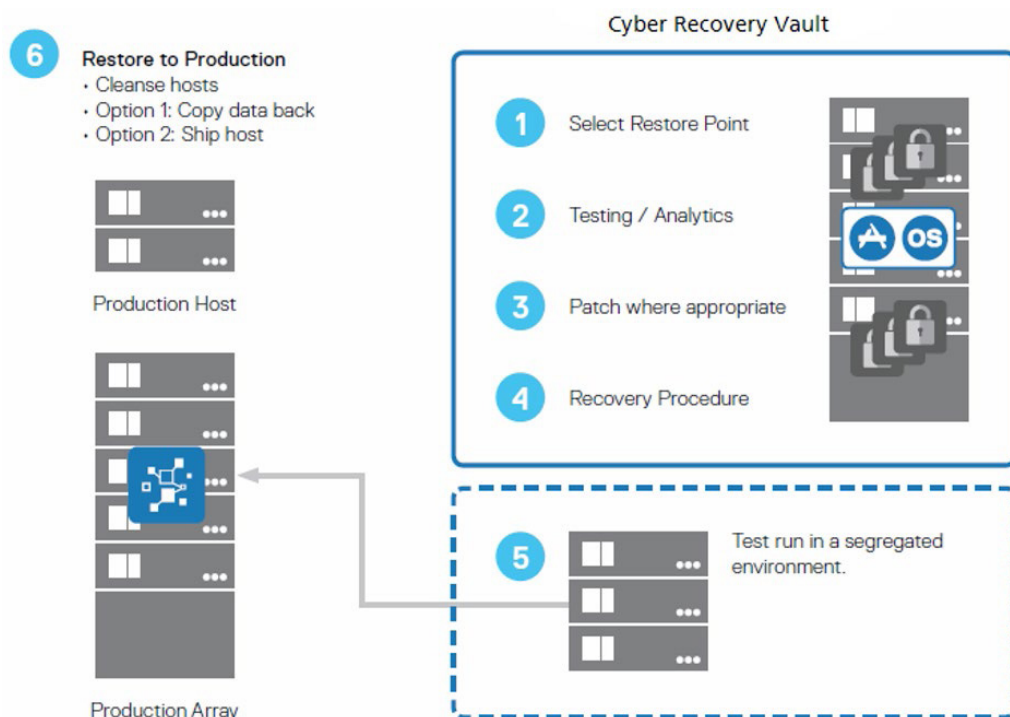 Cyber Recovery Vault
6
Restore to Production
• Cleanse hosts
• Option 1: Copy data back
• Option 2: Ship host
Production Host
Production Array
1
Select Restore Point
2
Testing / Analytics
3
Patch where appropriate
4
Recovery Procedure
OS
5
Test run in a segregated
environment.